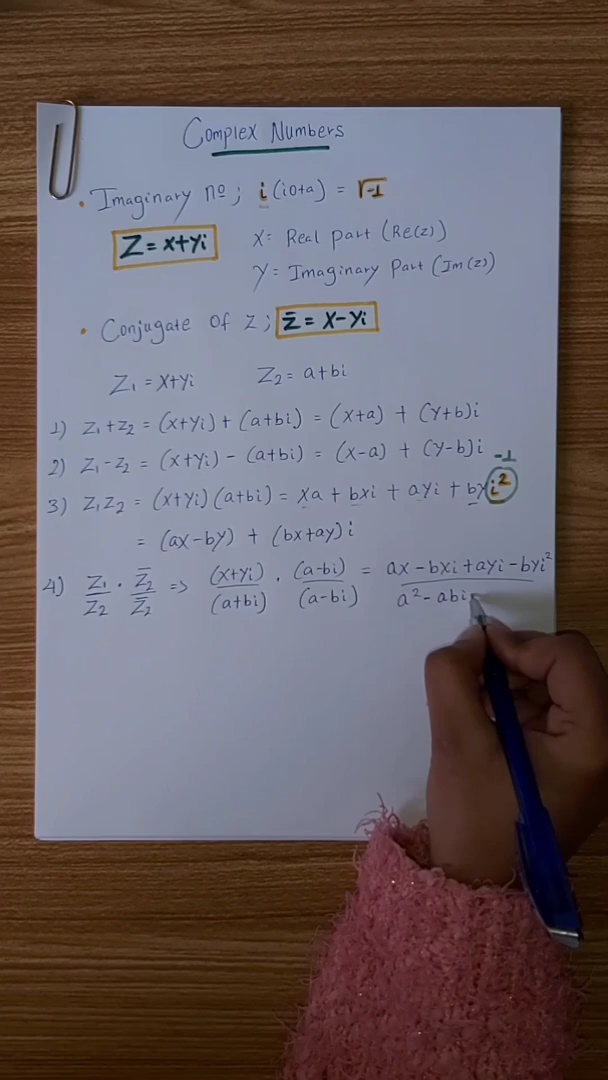 Complex Numbers
• Imaginary nº ; i (iota) = √-1
Z = x+yi
x = Real part (Re(z))
y = Imaginary Part (Im(z))
• Conjugate of Z ; z̄ = x-yi
Z₁ = x+yi Z₂ = a+bi
1) Z₁+Z₂ = (x+yi) + (a+bi) = (x+a) + (y+b)i
2) Z₁-Z₂ = (x+yi) - (a+bi) = (x-a) + (y-b)i
-1
3) Z₁Z₂ = (x+yi)(a+bi) = xa + bxi + ayi + byi²
= (ax-by) + (bx+ay)i
4) Z₁/Z₂ · Z̄₂/Z̄₂ => (x+yi)/(a+bi) · (a-bi)/(a-bi) = ax-bxi+ayi-byi²/a²-abi